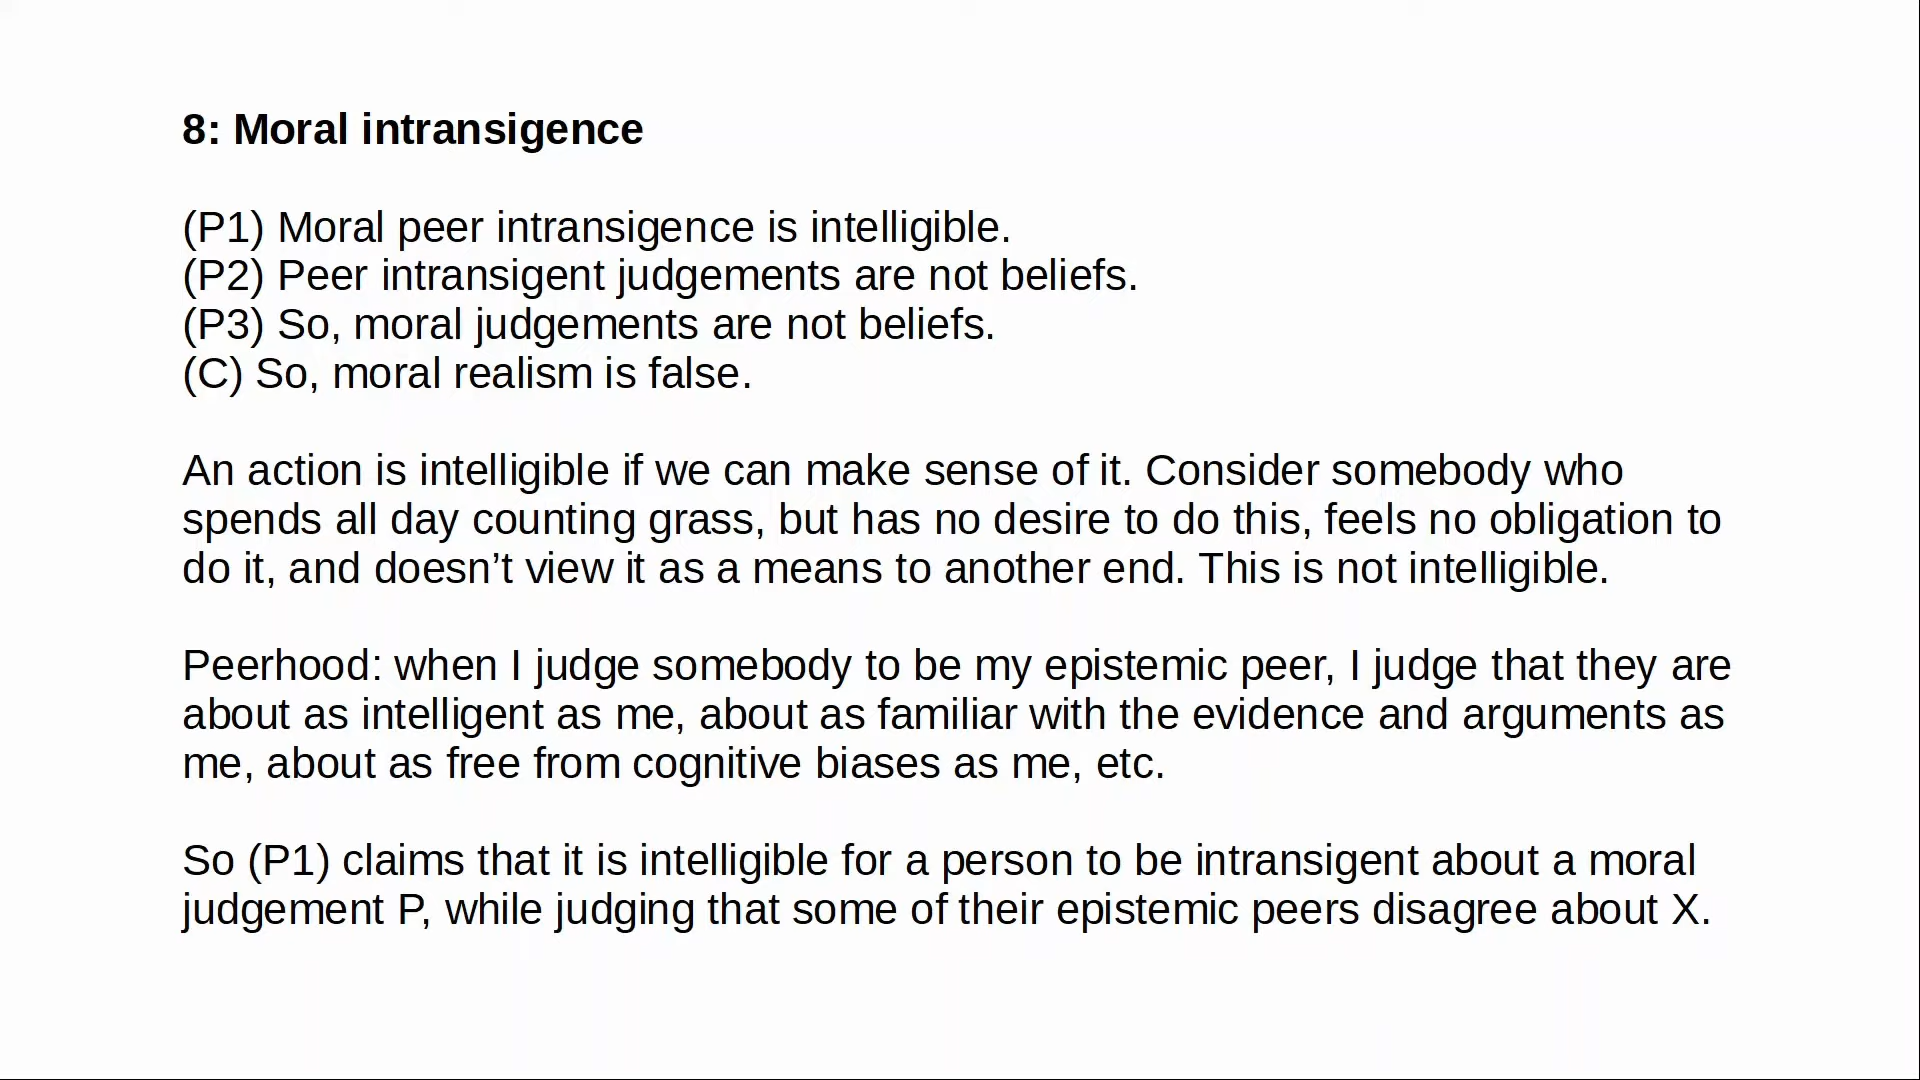 8: Moral intransigence
(P1) Moral peer intransigence is intelligible.
(P2) Peer intransigent judgements are not beliefs.
(P3) So, moral judgements are not beliefs.
(C) So, moral realism is false.
An action is intelligible if we can make sense of it. Consider somebody who
spends all day counting grass, but has no desire to do this, feels no obligation to
do it, and doesn’t view it as a means to another end. This is not intelligible.
Peerhood: when I judge somebody to be my epistemic peer, I judge that they are
about as intelligent as me, about as familiar with the evidence and arguments as
me, about as free from cognitive biases as me, etc.
So (P1) claims that it is intelligible for a person to be intransigent about a moral
judgement P, while judging that some of their epistemic peers disagree about X.